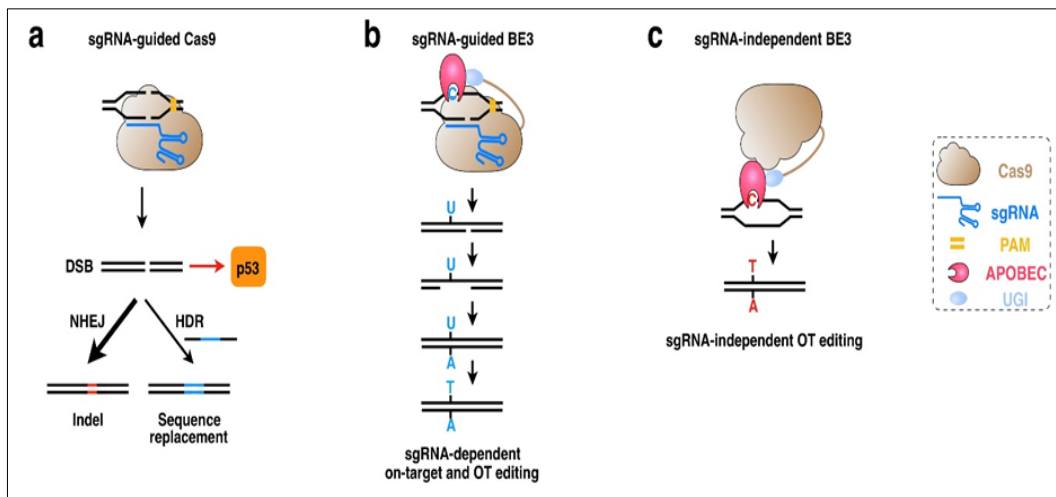 a
sgRNA-guided Cas9
DSB
p53
NHEJ
HDR
Indel
Sequence
replacement
b
sgRNA-guided BE3
C
U
U
U
A
T
A
sgRNA-dependent
on-target and OT editing
c
sgRNA-independent BE3
C
T
A
sgRNA-independent OT editing
Cas9
sgRNA
PAM
APOBEC
UGI